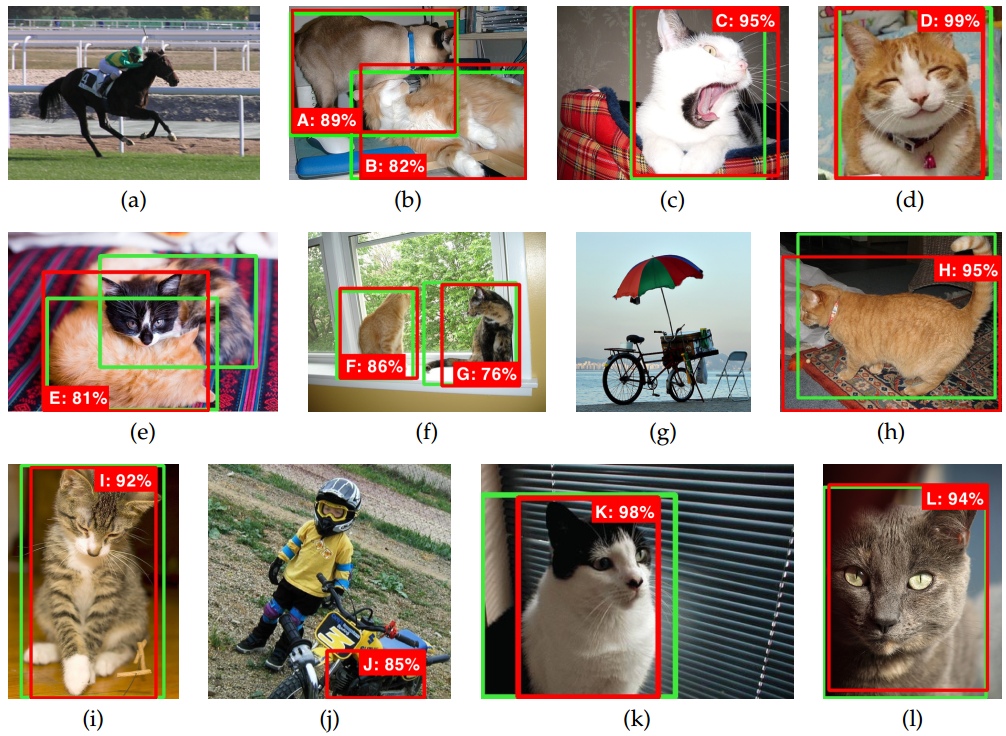 A: 89%
B: 82%
C: 95%
D: 99%
(a)
(b)
(c)
(d)
E: 81%
F: 86%
G: 76%
H: 95%
(e)
(f)
(g)
(h)
I: 92%
J: 85%
K: 98%
L: 94%
(i)
(j)
(k)
(l)